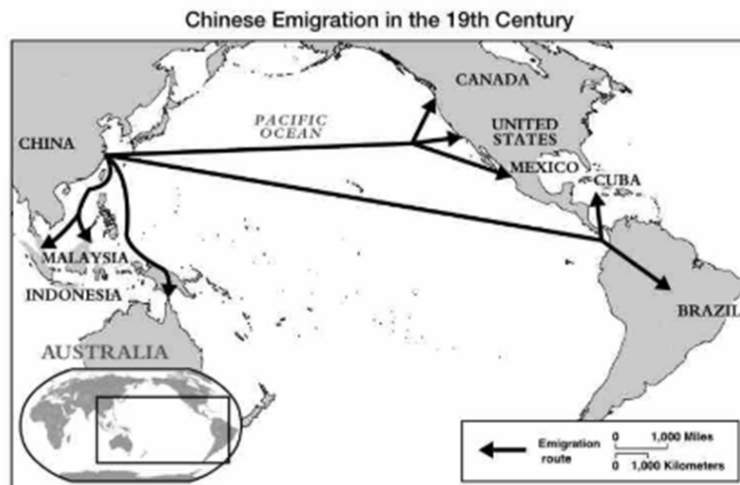 Chinese Emigration in the 19th Century
CANADA
PACIFIC
OCEAN
UNITED
STATES
CHINA
MEXICO
CUBA
MALAYSIA
INDONESIA
BRAZIL
AUSTRALIA
Emigration
route
0 1,000 Miles
0 1,000 Kilometers